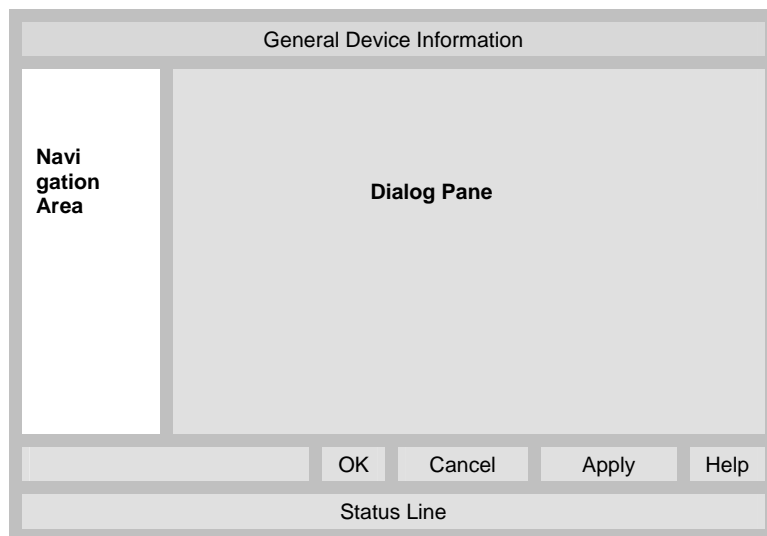 General Device Information
Navi
gation
Area
Dialog Pane
OK Cancel Apply Help
Status Line